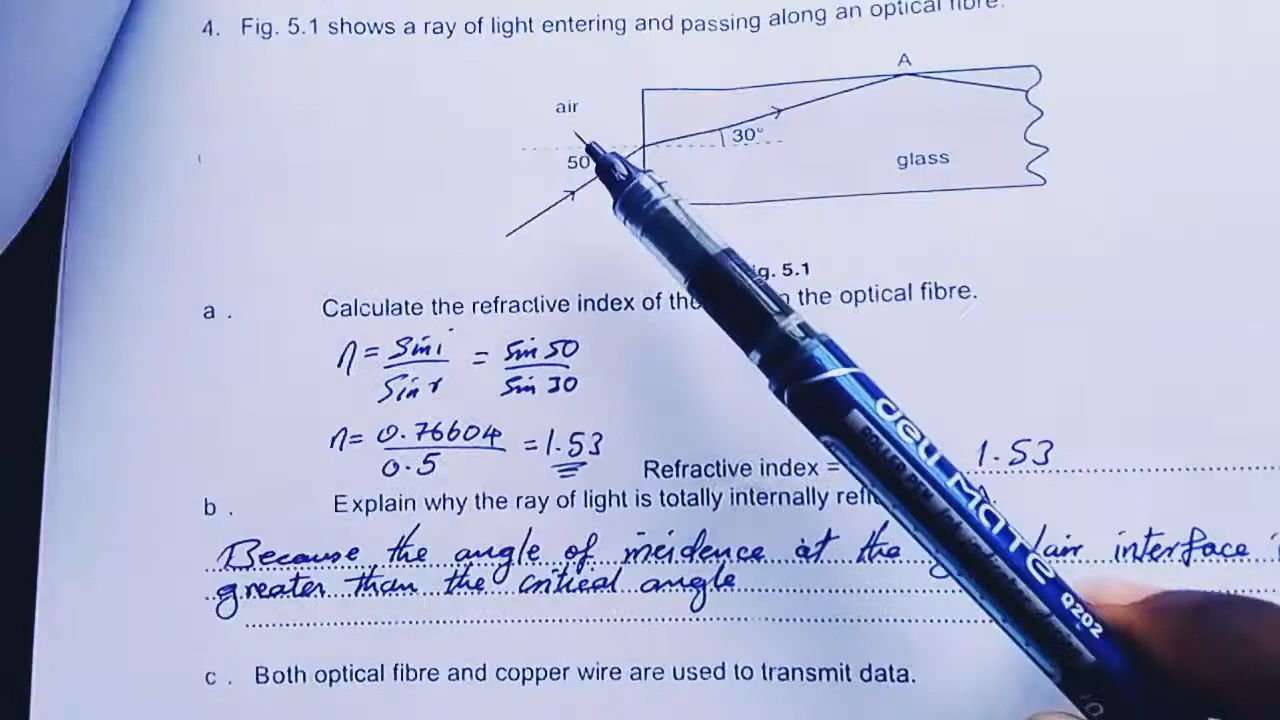 4. Fig. 5.1 shows a ray of light entering and passing along an optical fibre.
A
air
30°
50
glass
g. 5.1
a . Calculate the refractive index of the the optical fibre.
n = Sin i / Sin r = Sin 50 / Sin 30
n = 0.76604 / 0.5 = 1.53
Refractive index = 1.53
b . Explain why the ray of light is totally internally
Because the angle of incidence at the /air interface
greater than the critical angle
c . Both optical fibre and copper wire are used to transmit data.
deli MATE
ROLLER PEN
Q202